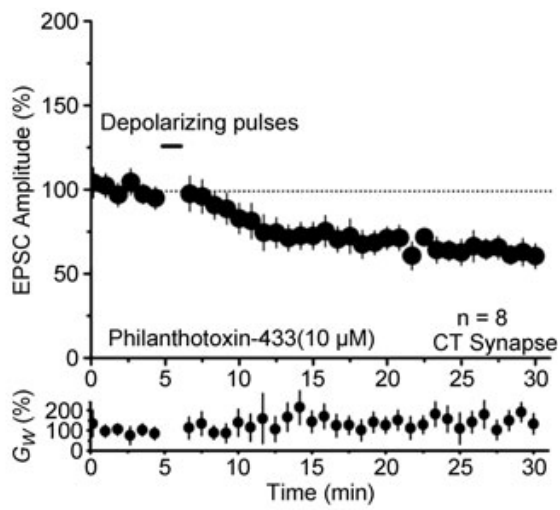 200
150
100
50
0
EPSC Amplitude (%)
Depolarizing pulses
Philanthotoxin-433(10 µM)
n = 8
CT Synapse
0 5 10 15 20 25 30
200
100
0
GW (%)
0 5 10 15 20 25 30
Time (min)